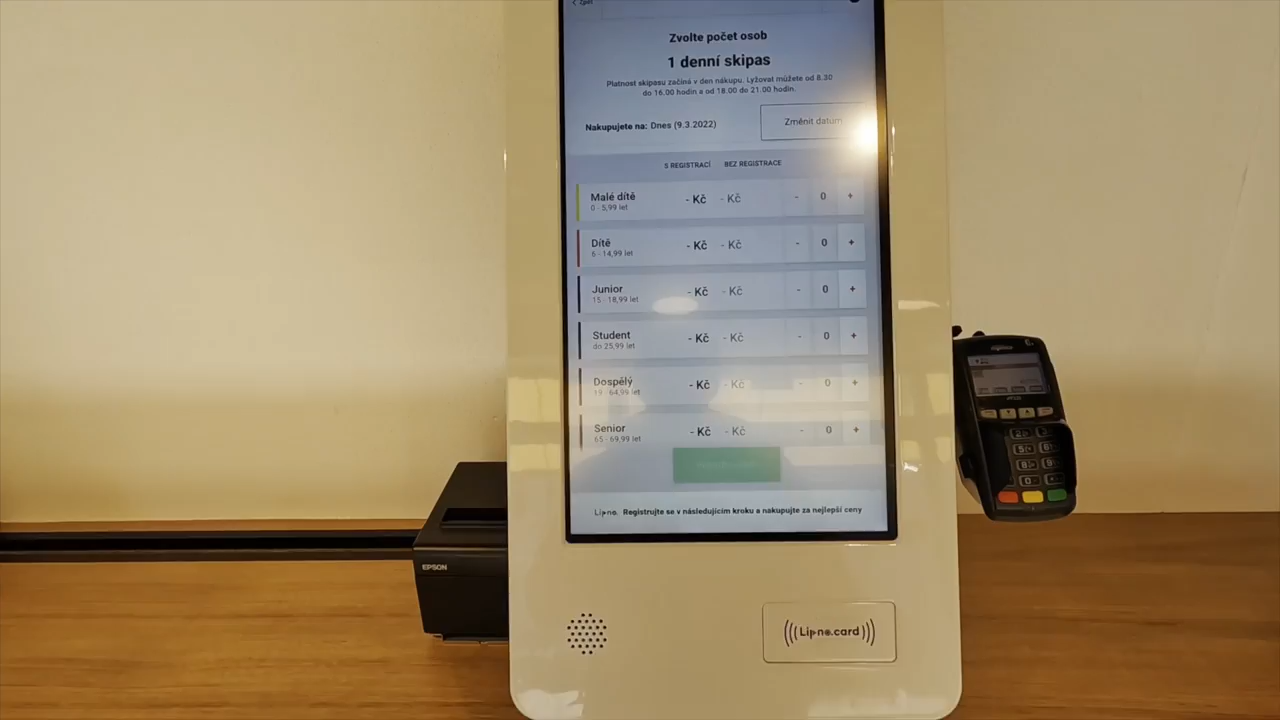 Zpět
Zvolte počet osob
1 denní skipas
Platnost skipasu začíná v den nákupu. Lyžovat můžete od 8.30
do 16.00 hodin a od 18.00 do 21.00 hodin.
Nakupujete na: Dnes (9.3.2022)
Změnit datum
S REGISTRACÍ BEZ REGISTRACE
Malé dítě - Kč - Kč - 0 +
0 - 5,99 let
Dítě - Kč - Kč - 0 +
6 - 14,99 let
Junior - Kč - Kč - 0 +
15 - 18,99 let
Student - Kč - Kč - 0 +
do 25,99 let
Dospělý - Kč - Kč - 0 +
19 - 64,99 let
Senior - Kč - Kč - 0 +
65 - 69,99 let
Lipno. Registrujte se v následujícím kroku a nakupujte za nejlepší ceny
EPSON
Lipno.card